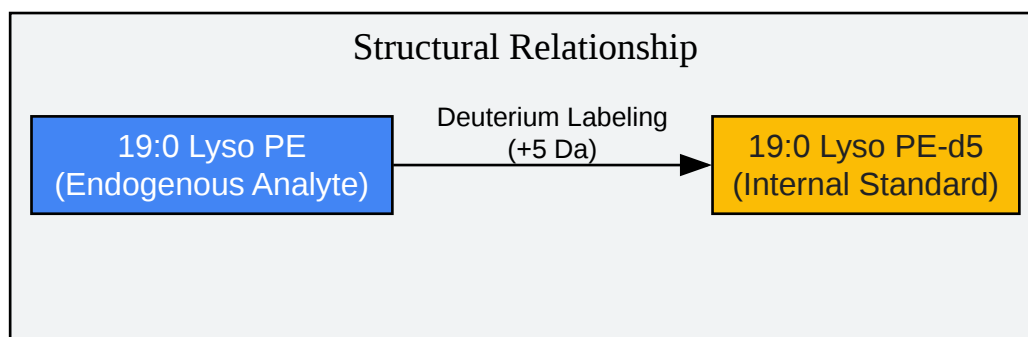 Structural Relationship
Deuterium Labeling
(+5 Da)
19:0 Lyso PE
(Endogenous Analyte)
19:0 Lyso PE-d5
(Internal Standard)